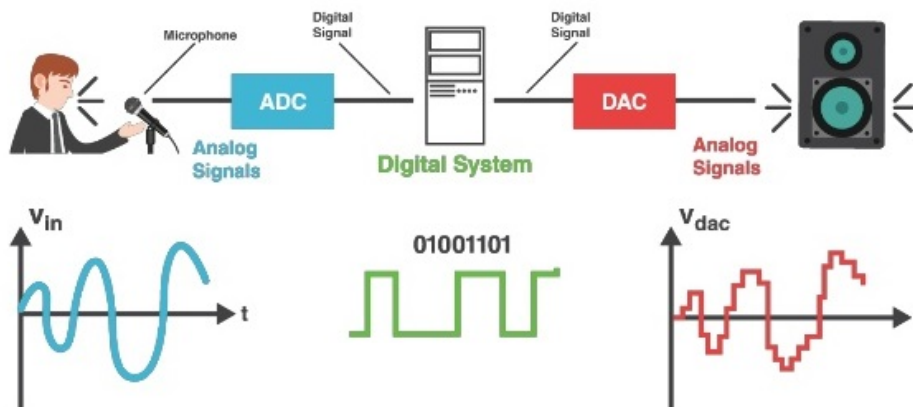 Microphone
Digital
Signal
Digital
Signal
ADC
DAC
Analog
Signals
Digital System
Analog
Signals
Vin
t
01001101
Vdac